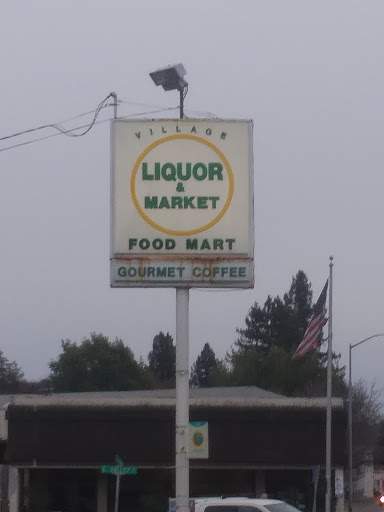 VILLAGE
LIQUOR
&
MARKET
FOOD MART
GOURMET COFFEE